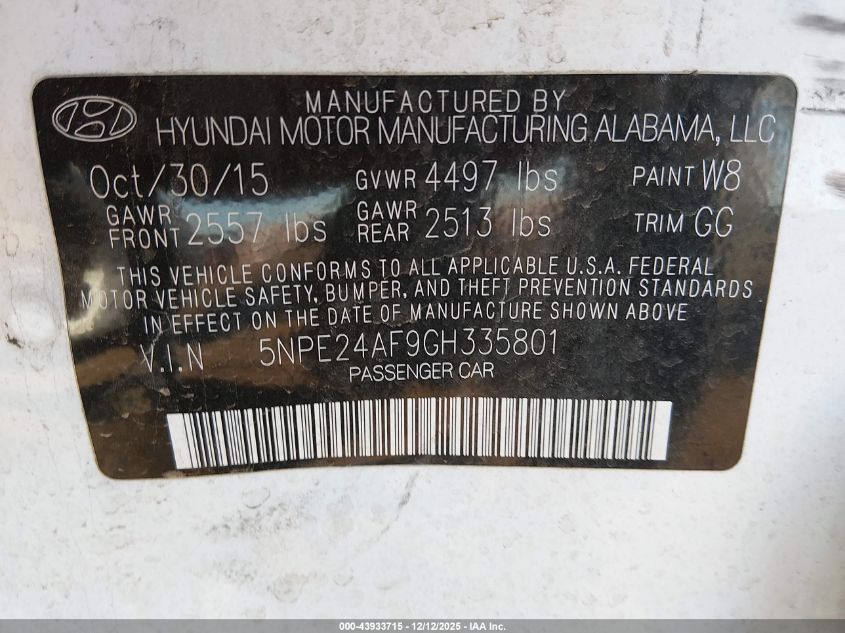 MANUFACTURED BY
HYUNDAI MOTOR MANUFACTURING ALABAMA, LLC
Oct/30/15 GVWR 4497 lbs PAINT W8
GAWR FRONT 2557 lbs GAWR REAR 2513 lbs TRIM GG
THIS VEHICLE CONFORMS TO ALL APPLICABLE U.S.A. FEDERAL
MOTOR VEHICLE SAFETY, BUMPER, AND THEFT PREVENTION STANDARDS
IN EFFECT ON THE DATE OF MANUFACTURE SHOWN ABOVE
V.I.N 5NPE24AF9GH335801
PASSENGER CAR
000-43933715 - 12/12/2025 - IAA Inc.